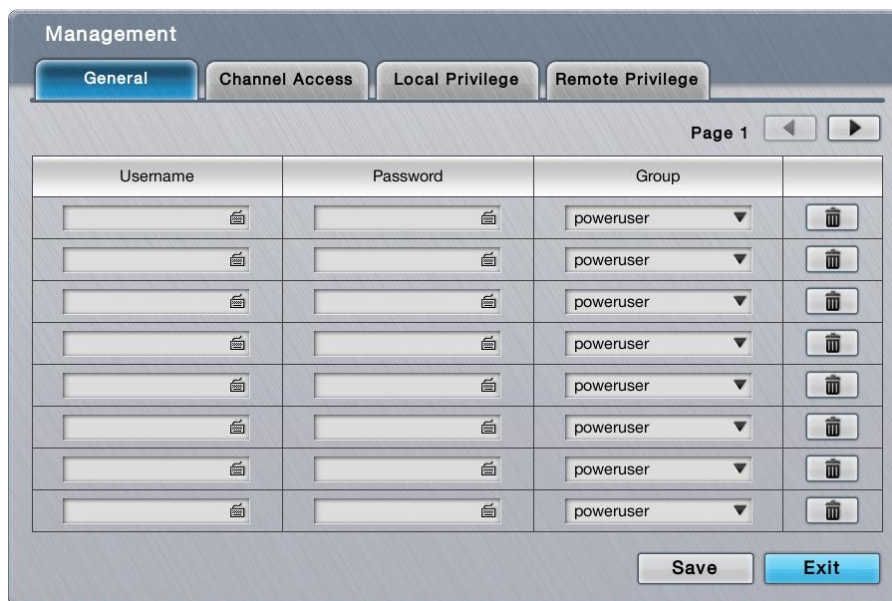 Management
General Channel Access Local Privilege Remote Privilege
Page 1
Username Password Group
poweruser
poweruser
poweruser
poweruser
poweruser
poweruser
poweruser
poweruser
Save Exit